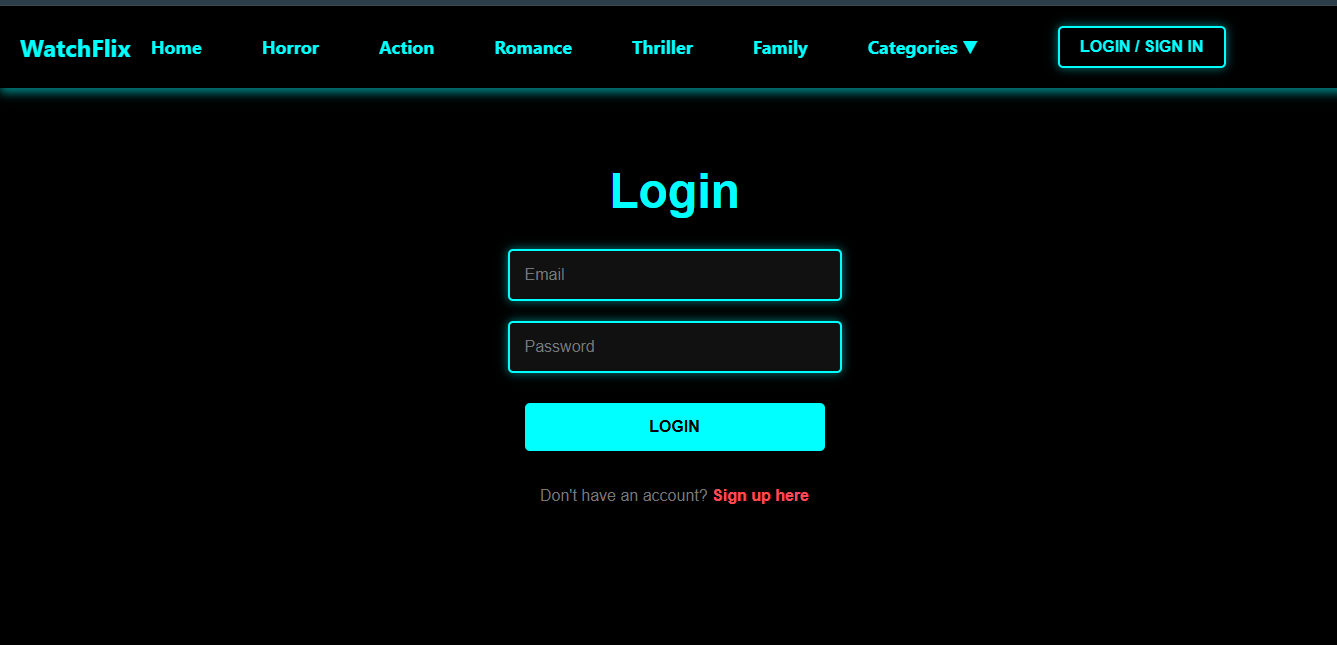 WatchFlix Home Horror Action Romance Thriller Family Categories ▼ LOGIN / SIGN IN
Login
Email
Password
LOGIN
Don't have an account? Sign up here